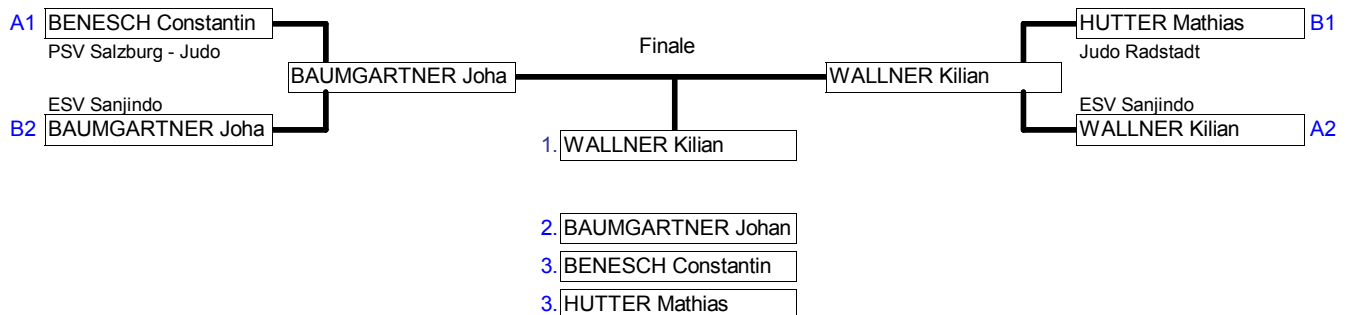 A1 BENESCH Constantin
PSV Salzburg - Judo
BAUMGARTNER Joha
ESV Sanjindo
B2 BAUMGARTNER Joha
Finale
1. WALLNER Kilian
HUTTER Mathias B1
Judo Radstadt
WALLNER Kilian
ESV Sanjindo
WALLNER Kilian A2
2. BAUMGARTNER Johan
3. BENESCH Constantin
3. HUTTER Mathias